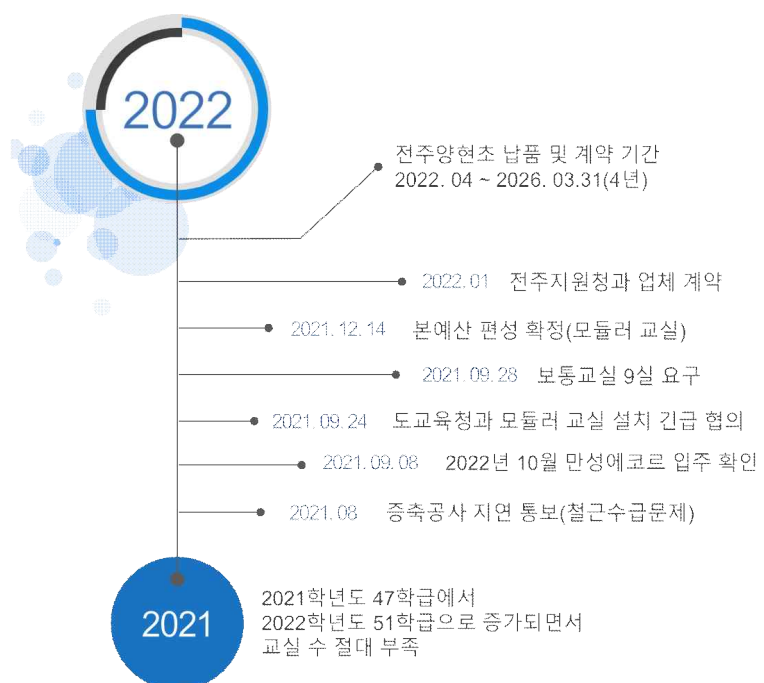 2022
전주양현초 납품 및 계약 기간
2022. 04 ~ 2026. 03.31(4년)
2022. 01 전주지원청과 업체 계약
2021. 12. 14 본예산 편성 확정(모듈러 교실)
2021. 09. 28 보통교실 9실 요구
2021. 09. 24 도교육청과 모듈러 교실 설치 긴급 협의
2021. 09. 08 2022년 10월 만성에코르 입주 확인
2021. 08 증축공사 지연 통보(철근수급문제)
2021
2021학년도 47학급에서
2022학년도 51학급으로 증가되면서
교실 수 절대 부족